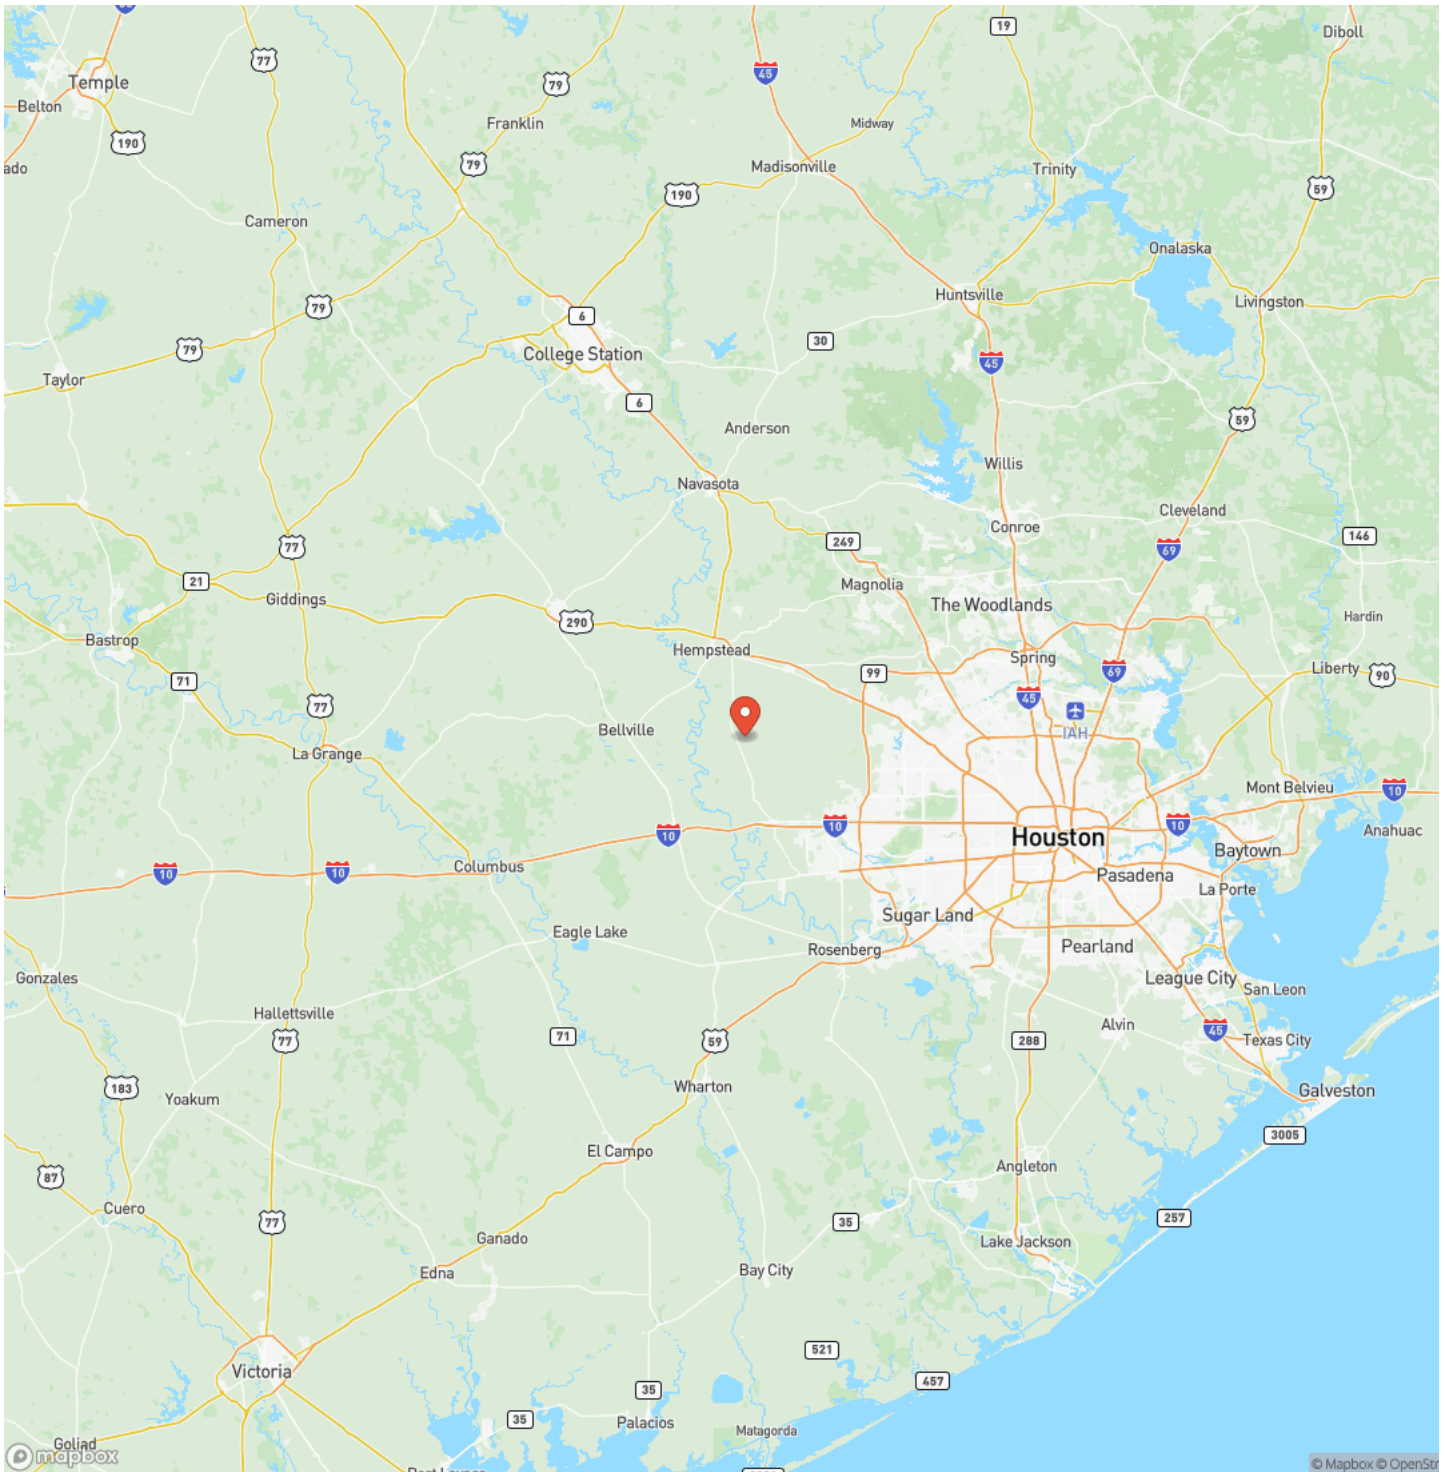 19
Diboll
77
45
Temple
79
Belton
Franklin
Midway
190
79
Madisonville
ado
Trinity
59
190
Cameron
Onalaska
Huntsville
Livingston
79
6
30
79
College Station
45
Taylor
6
59
Anderson
Willis
Navasota
Cleveland
Conroe
146
249
77
69
21
Magnolia
Giddings
The Woodlands
290
Hardin
Bastrop
Hempstead
Spring
Liberty
99
69
90
71
45
77
Bellville
IAH
La Grange
10
Mont Belvieu
10
10
10
Anahuac
Houston
Baytown
Columbus
10
10
Pasadena
La Porte
Sugar Land
Eagle Lake
Pearland
Rosenberg
Gonzales
League City
San Leon
Hallettsville
Alvin
45
71
77
59
288
Texas City
183
Wharton
Galveston
Yoakum
3005
El Campo
Angleton
87
Cuero
77
35
257
Ganado
Lake Jackson
Edna
Bay City
521
Victoria
457
35
35
Palacios
Matagorda
Goliad
mapbox
© Mapbox © OpenStr